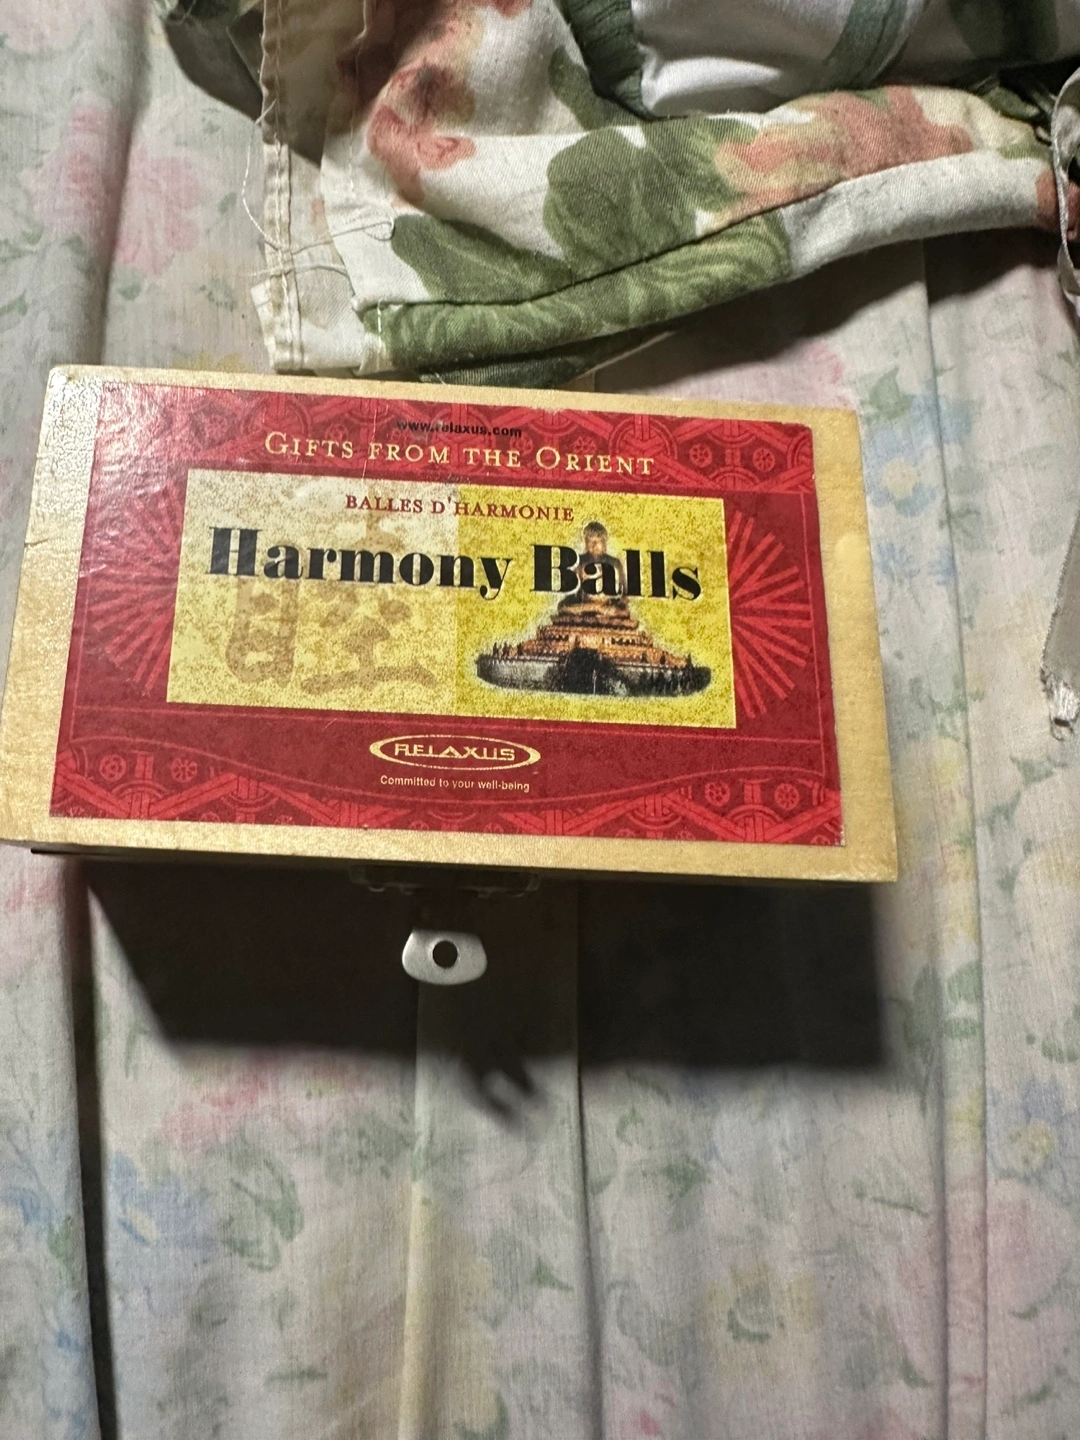 www.relaxus.com
GIFTS FROM THE ORIENT
BALLES D'HARMONIE
Harmony Balls
RELAXUS
Committed to your well-being